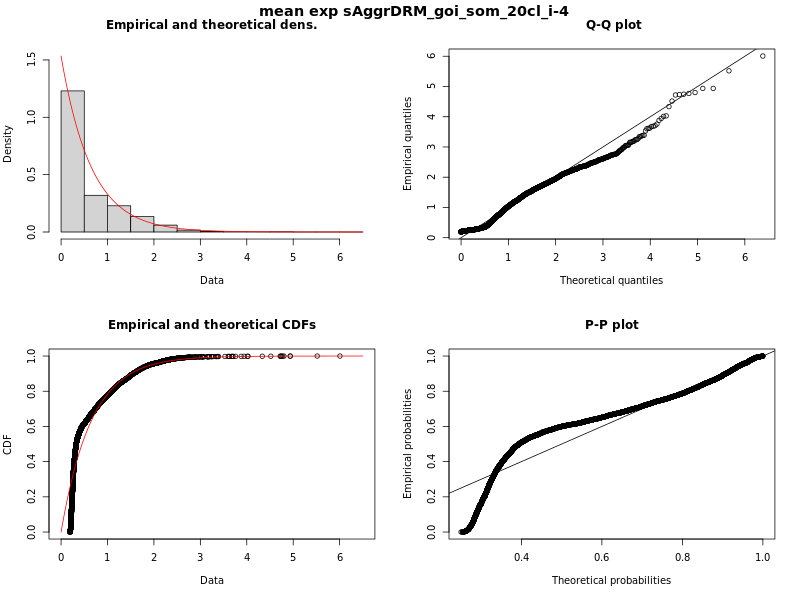 mean exp sAggrDRM_goi_som_20cl_i-4
Empirical and theoretical dens.
Density
0.0 0.5 1.0 1.5
0 1 2 3 4 5 6
Data
Q-Q plot
Empirical quantiles
0 1 2 3 4 5 6
0 1 2 3 4 5 6
Theoretical quantiles
Empirical and theoretical CDFs
CDF
0.0 0.2 0.4 0.6 0.8 1.0
0 1 2 3 4 5 6
Data
P-P plot
Empirical probabilities
0.0 0.2 0.4 0.6 0.8 1.0
0.4 0.6 0.8 1.0
Theoretical probabilities